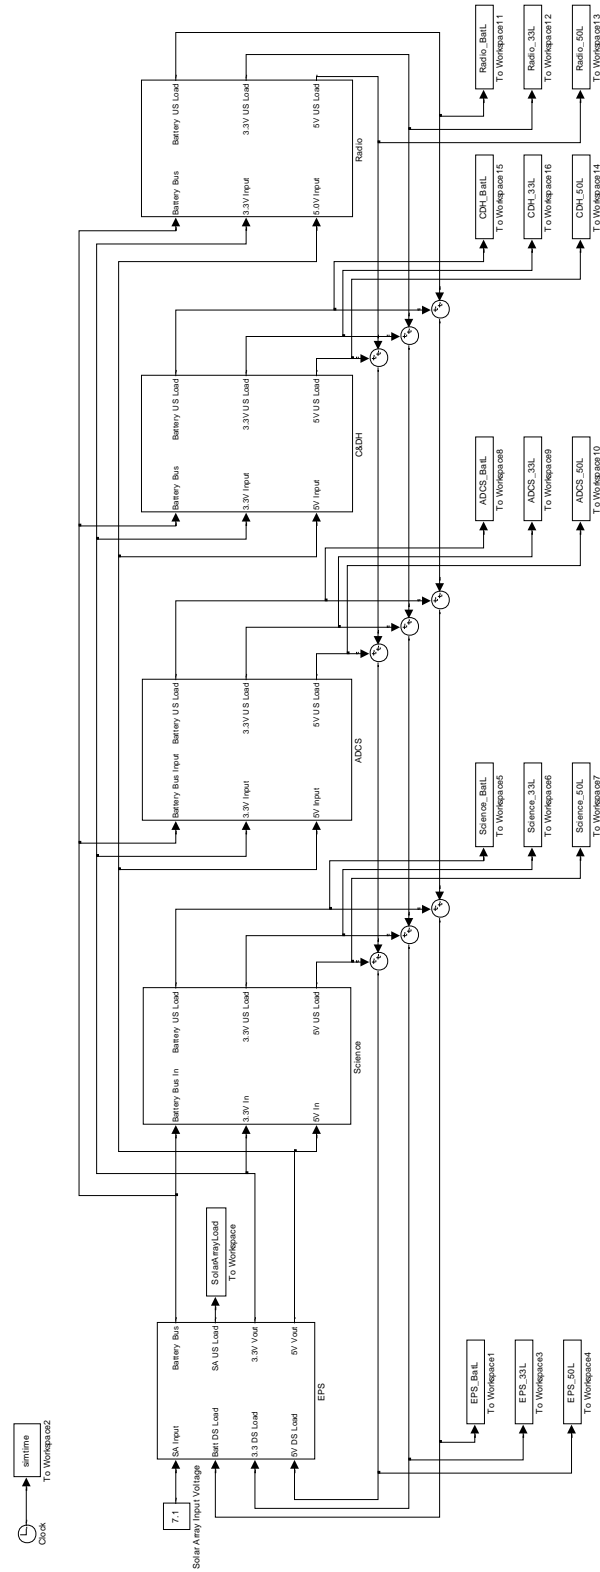 Clock
simtime
To Workspace2
7.1
Solar Array Input Voltage
SA Input
Batt DS Load
3.3 DS Load
5V DS Load
Battery Bus
SA US Load
3.3V Vout
5V Vout
EPS
SolarArrayLoad
To Workspace
EPS_BatL
To Workspace1
EPS_33L
To Workspace3
EPS_50L
To Workspace4
Battery Bus In
3.3V In
5V In
Battery US Load
3.3V US Load
5V US Load
Science
Science_BatL
To Workspace5
Science_33L
To Workspace6
Science_50L
To Workspace7
Battery Bus Input
3.3V Input
5V Input
Battery US Load
3.3V US Load
5V US Load
ADCS
ADCS_BatL
To Workspace8
ADCS_33L
To Workspace9
ADCS_50L
To Workspace10
Battery Bus
3.3V Input
5V Input
Battery US Load
3.3V US Load
5V US Load
C&DH
CDH_BatL
To Workspace15
CDH_33L
To Workspace16
CDH_50L
To Workspace14
Battery Bus
3.3V Input
5.0V Input
Battery US Load
3.3V US Load
5V US Load
Radio
Radio_BatL
To Workspace11
Radio_33L
To Workspace12
Radio_50L
To Workspace13